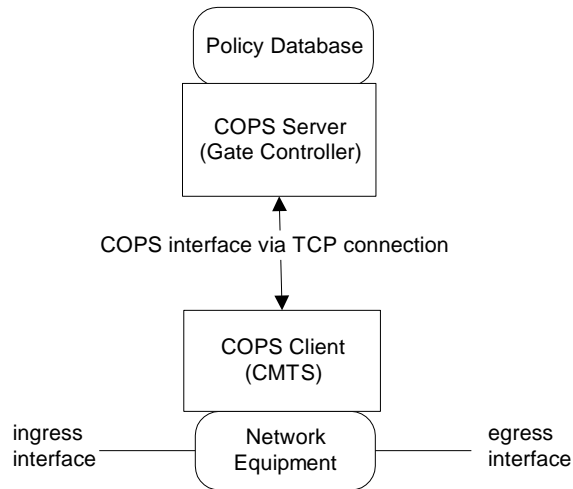 Policy Database
COPS Server
(Gate Controller)
COPS interface via TCP connection
COPS Client
(CMTS)
ingress
interface
Network
Equipment
egress
interface